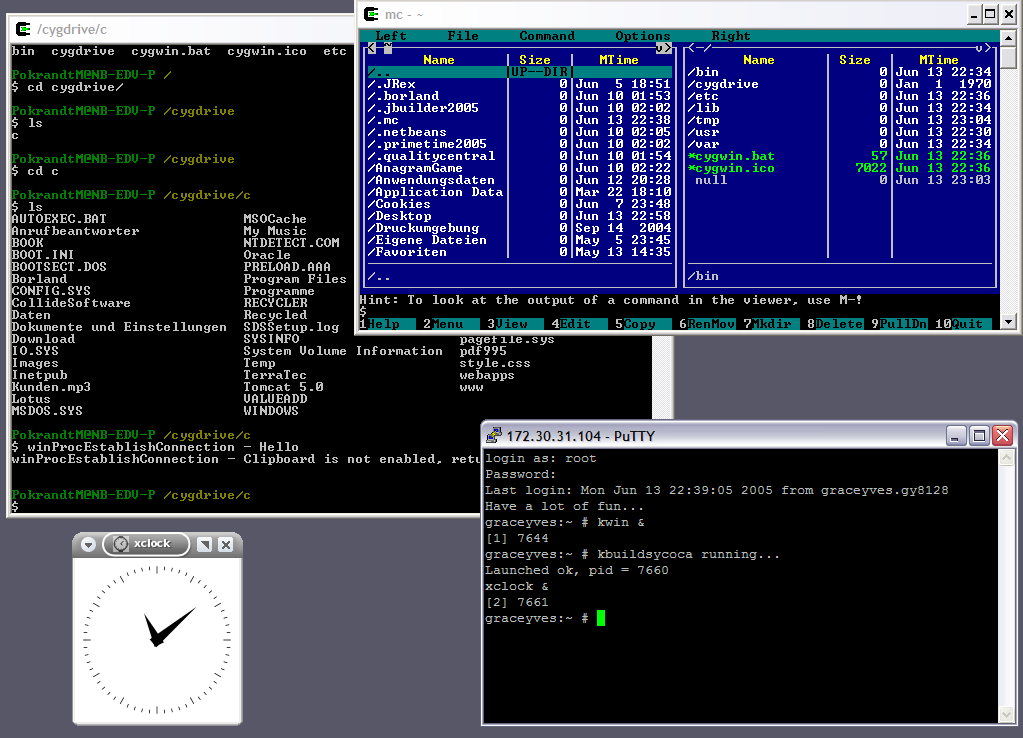 /cygdrive/c
bin cygdrive cygwin.bat cygwin.ico etc
PokrandtM@NB-EDV-P /
$ cd cygdrive/
PokrandtM@NB-EDV-P /cygdrive
$ ls
c
PokrandtM@NB-EDV-P /cygdrive
$ cd c
PokrandtM@NB-EDV-P /cygdrive/c
$ ls
AUTOEXEC.BAT MSOCache
Anrufbeantworter My Music
BOOK NTDETECT.COM
BOOT.INI Oracle
BOOTSECT.DOS PRELOAD.AAA
Borland Program Files
CONFIG.SYS Programme
CollideSoftware RECYCLER
Daten Recycled
Dokumente und Einstellungen SDSSetup.log
Download SYSINFO pagefile.sys
IO.SYS System Volume Information pdf995
Images Temp style.css
Inetpub TerraTec webapps
Kunden.mp3 Tomcat 5.0 www
Lotus VALUEADD
MSDOS.SYS WINDOWS
PokrandtM@NB-EDV-P /cygdrive/c
$ winProcEstablishConnection - Hello
winProcEstablishConnection - Clipboard is not enabled, retu
PokrandtM@NB-EDV-P /cygdrive/c
$
mc - ~
Left File Command Options Right
<─~ v> <─/ v>
Name Size MTime Name Size MTime
/.. UP--DIR /bin 0 Jun 13 22:34
/.JRex 0 Jun 5 18:51 /cygdrive 0 Jan 1 1970
/.borland 0 Jun 10 01:53 /etc 0 Jun 13 22:36
/.jbuilder2005 0 Jun 10 02:02 /lib 0 Jun 13 22:34
/.mc 0 Jun 13 22:38 /tmp 0 Jun 13 23:04
/.netbeans 0 Jun 10 02:02 /usr 0 Jun 13 22:30
/.primetime2005 0 Jun 10 02:02 /var 0 Jun 13 22:34
/.qualitycentral 0 Jun 10 01:54 *cygwin.bat 57 Jun 13 22:36
/AnagramGame 0 Jun 10 02:22 *cygwin.ico 7022 Jun 13 22:36
/Anwendungsdaten 0 Jun 12 20:28 null 0 Jun 13 23:03
/Application Data 0 Mar 22 18:10
/Cookies 0 Jun 7 23:48
/Desktop 0 Jun 13 22:58
/Druckumgebung 0 Sep 14 2004
/Eigene Dateien 0 May 5 23:45
/Favoriten 0 May 13 14:35
/.. /bin
Hint: To look at the output of a command in the viewer, use M-!
$
1Help 2Menu 3View 4Edit 5Copy 6RenMov 7Mkdir 8Delete 9PullDn 10Quit
172.30.31.104 - PuTTY
login as: root
Password:
Last login: Mon Jun 13 22:39:05 2005 from graceyves.gy8128
Have a lot of fun...
graceyves:~ # kwin &
[1] 7644
graceyves:~ # kbuildsycoca running...
Launched ok, pid = 7660
xclock &
[2] 7661
graceyves:~ #
xclock